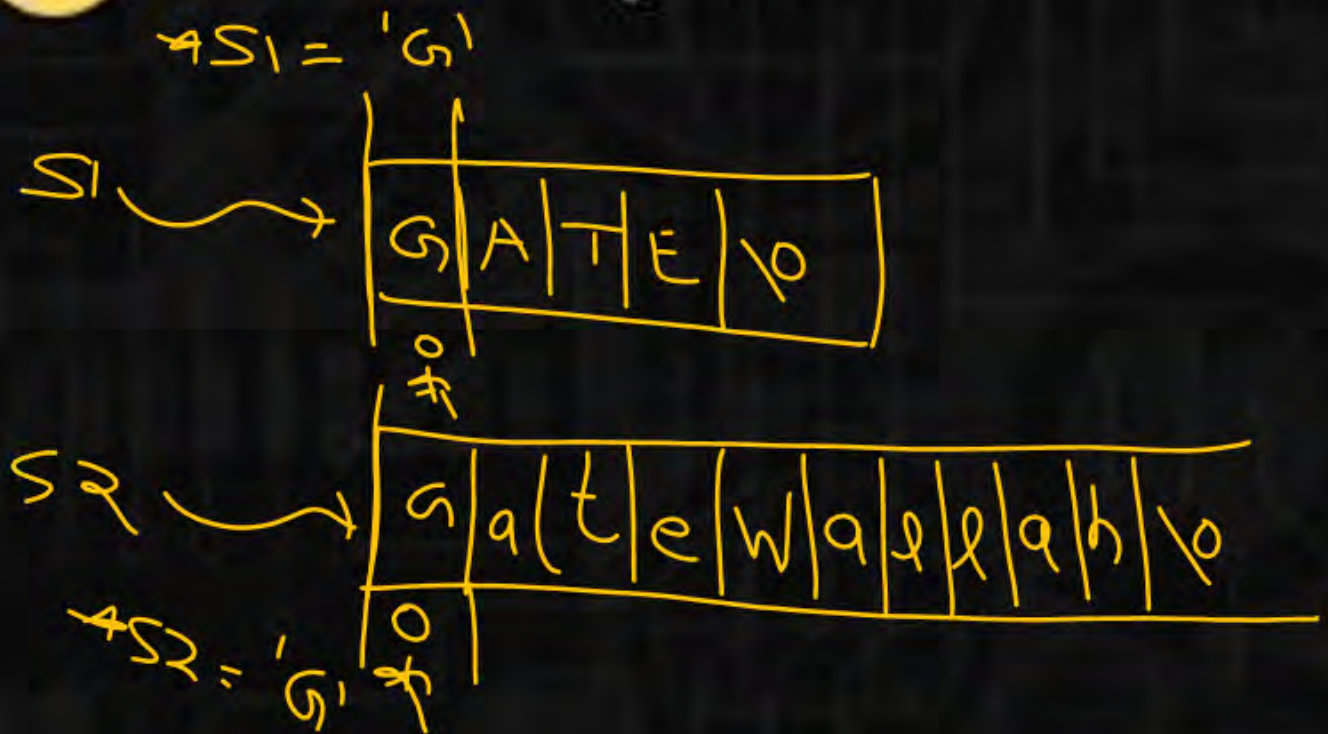 *S1 = 'G'
S1 G A T E \0
0
*
S2 G a t e W a l l a h \0
0
*
*S2 = 'G'